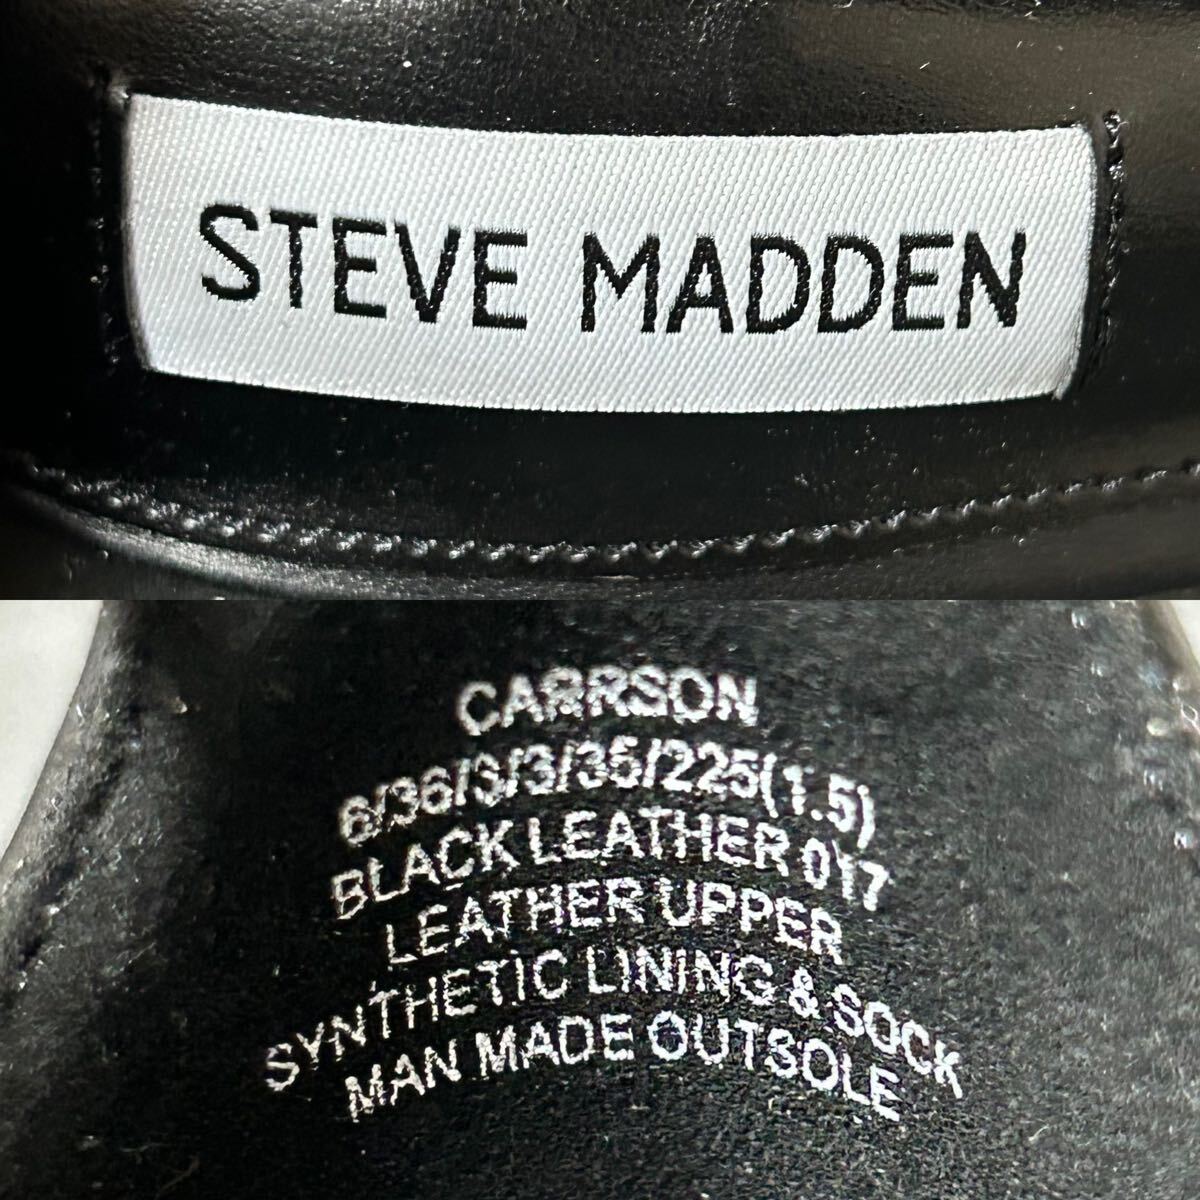 STEVE MADDEN
CARRSON
6/36/3/3/35/225(1.5)
BLACK LEATHER 017
LEATHER UPPER
SYNTHETIC LINING & SOCK
MAN MADE OUTSOLE